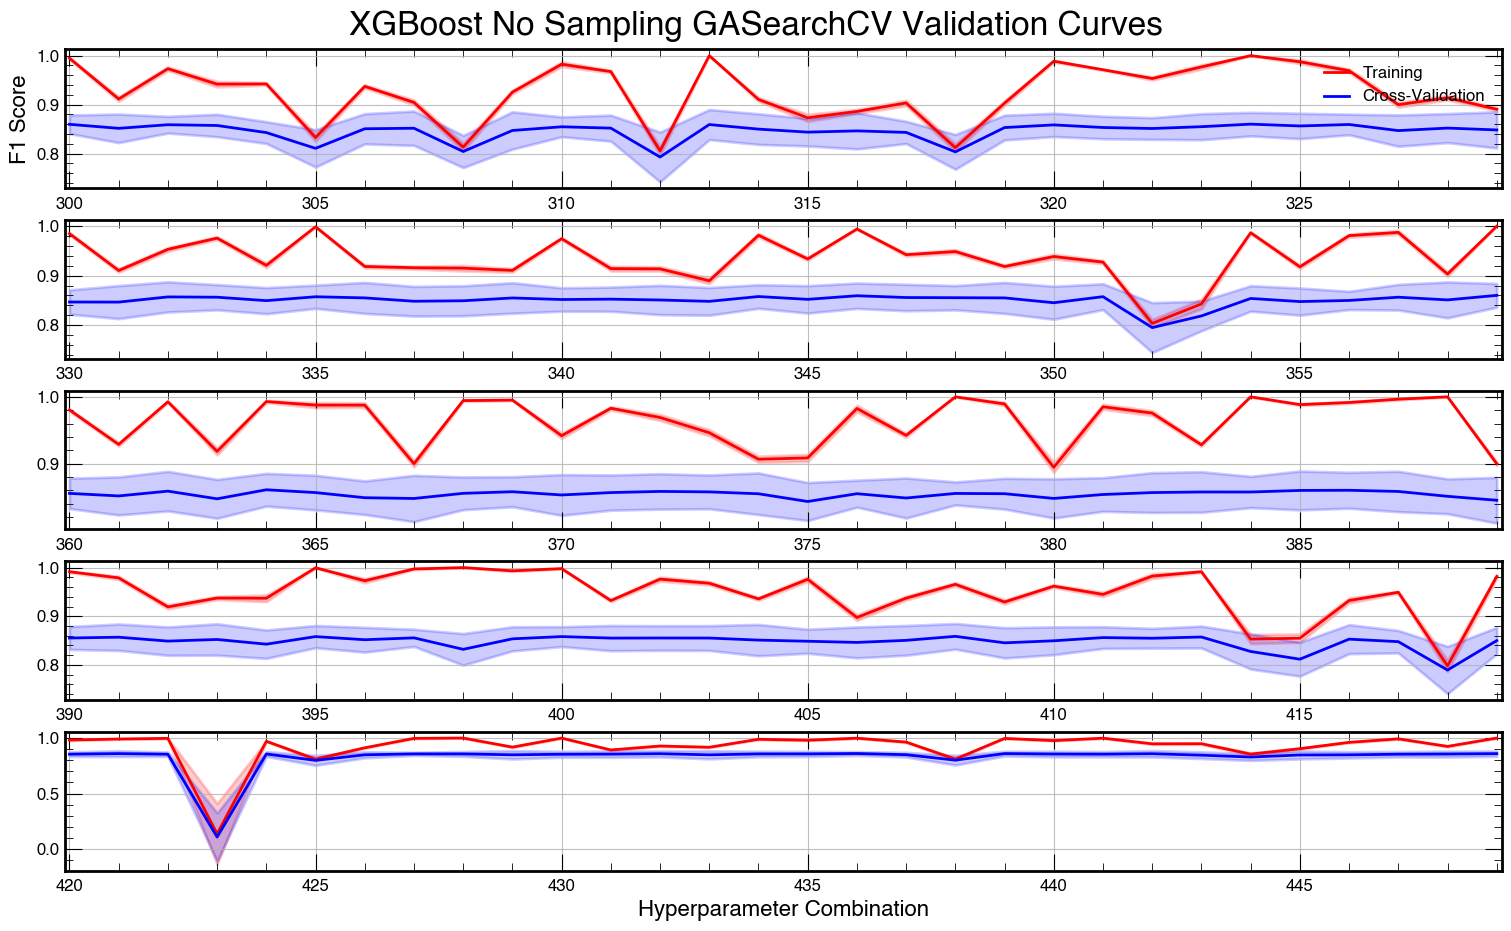 XGBoost No Sampling GASearchCV Validation Curves
F1 Score
1.0
0.9
0.8
Training
Cross-Validation
300 305 310 315 320 325
1.0
0.9
0.8
330 335 340 345 350 355
1.0
0.9
360 365 370 375 380 385
1.0
0.9
0.8
390 395 400 405 410 415
1.0
0.5
0.0
420 425 430 435 440 445
Hyperparameter Combination